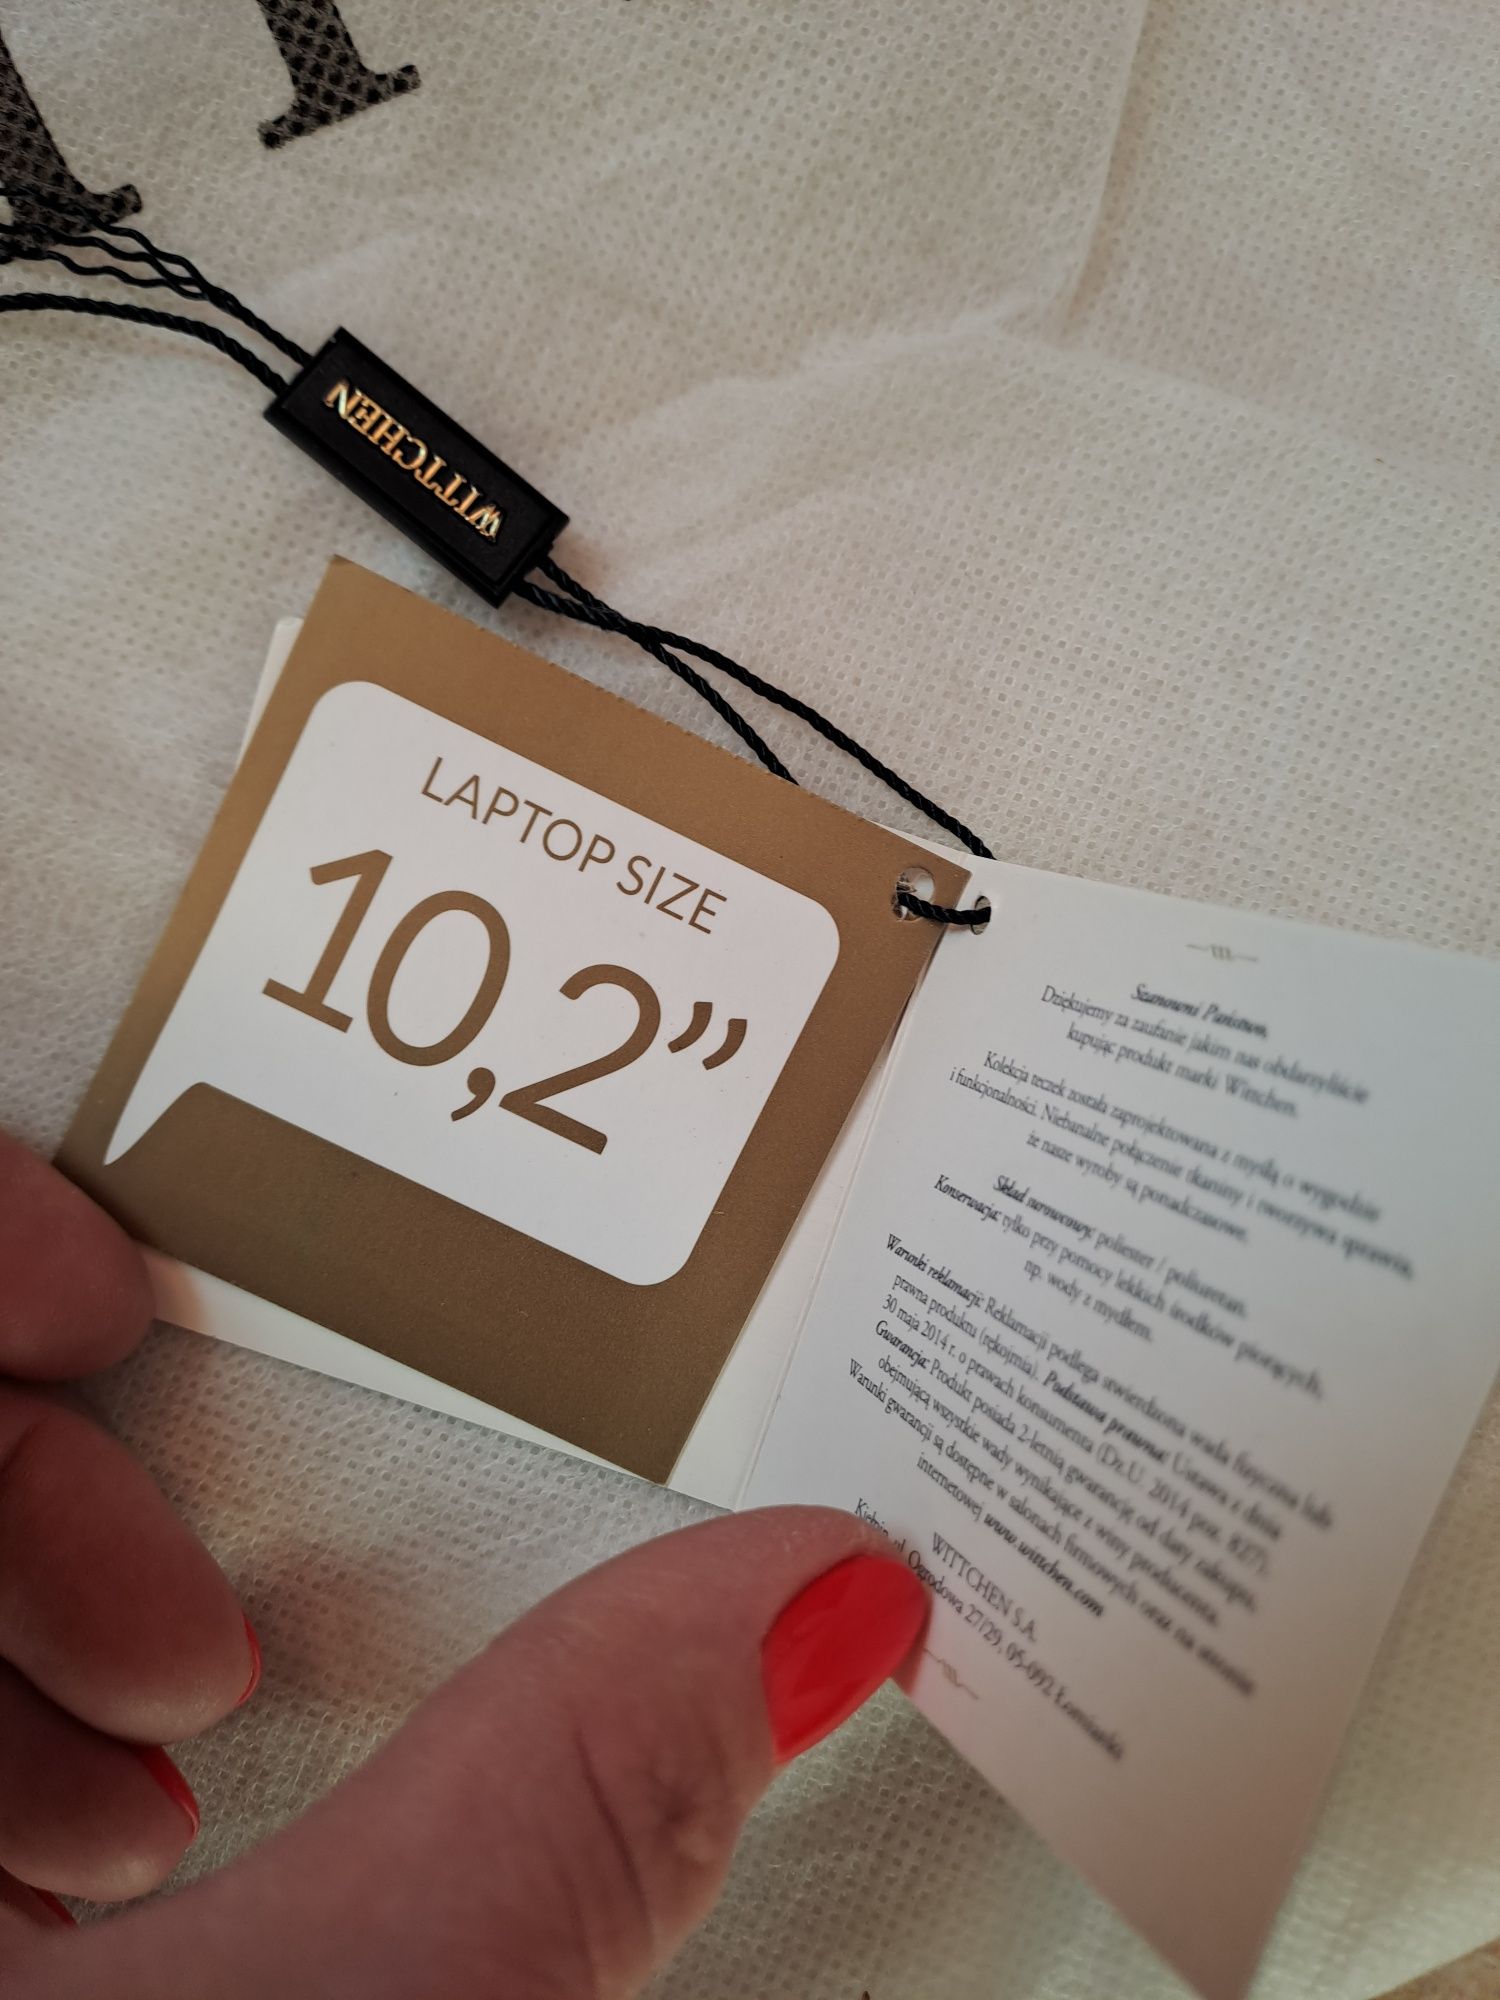 WITTCHEN
LAPTOP SIZE
10,2”
Szanowni Państwo,
Dziękujemy za zaufanie jakim nas obdarzyliście
kupując produkt marki Wittchen.
Kolekcja teczek została zaprojektowana z myślą o wygodzie
i funkcjonalności. Niebanalne połączenie tkaniny i tworzywa sprawia,
że nasze wyroby są ponadczasowe.
Skład surowcowy: poliester / poliuretan.
Konserwacja: tylko przy pomocy lekkich środków piorących,
np. wody z mydłem.
Warunki reklamacji: Reklamacji podlega stwierdzona wada fizyczna lub
prawna produktu (rękojmia). Podstawa prawna: Ustawa z dnia
30 maja 2014 r. o prawach konsumenta (Dz.U. 2014 poz. 827).
Gwarancja: Produkt posiada 2-letnią gwarancję od daty zakupu,
obejmującą wszystkie wady wynikające z winy producenta.
Warunki gwarancji są dostępne w salonach firmowych oraz na stronie
internetowej www.wittchen.com
WITTCHEN S.A.
Kiełpin, ul. Ogrodowa 27/29, 05-092 Łomianki